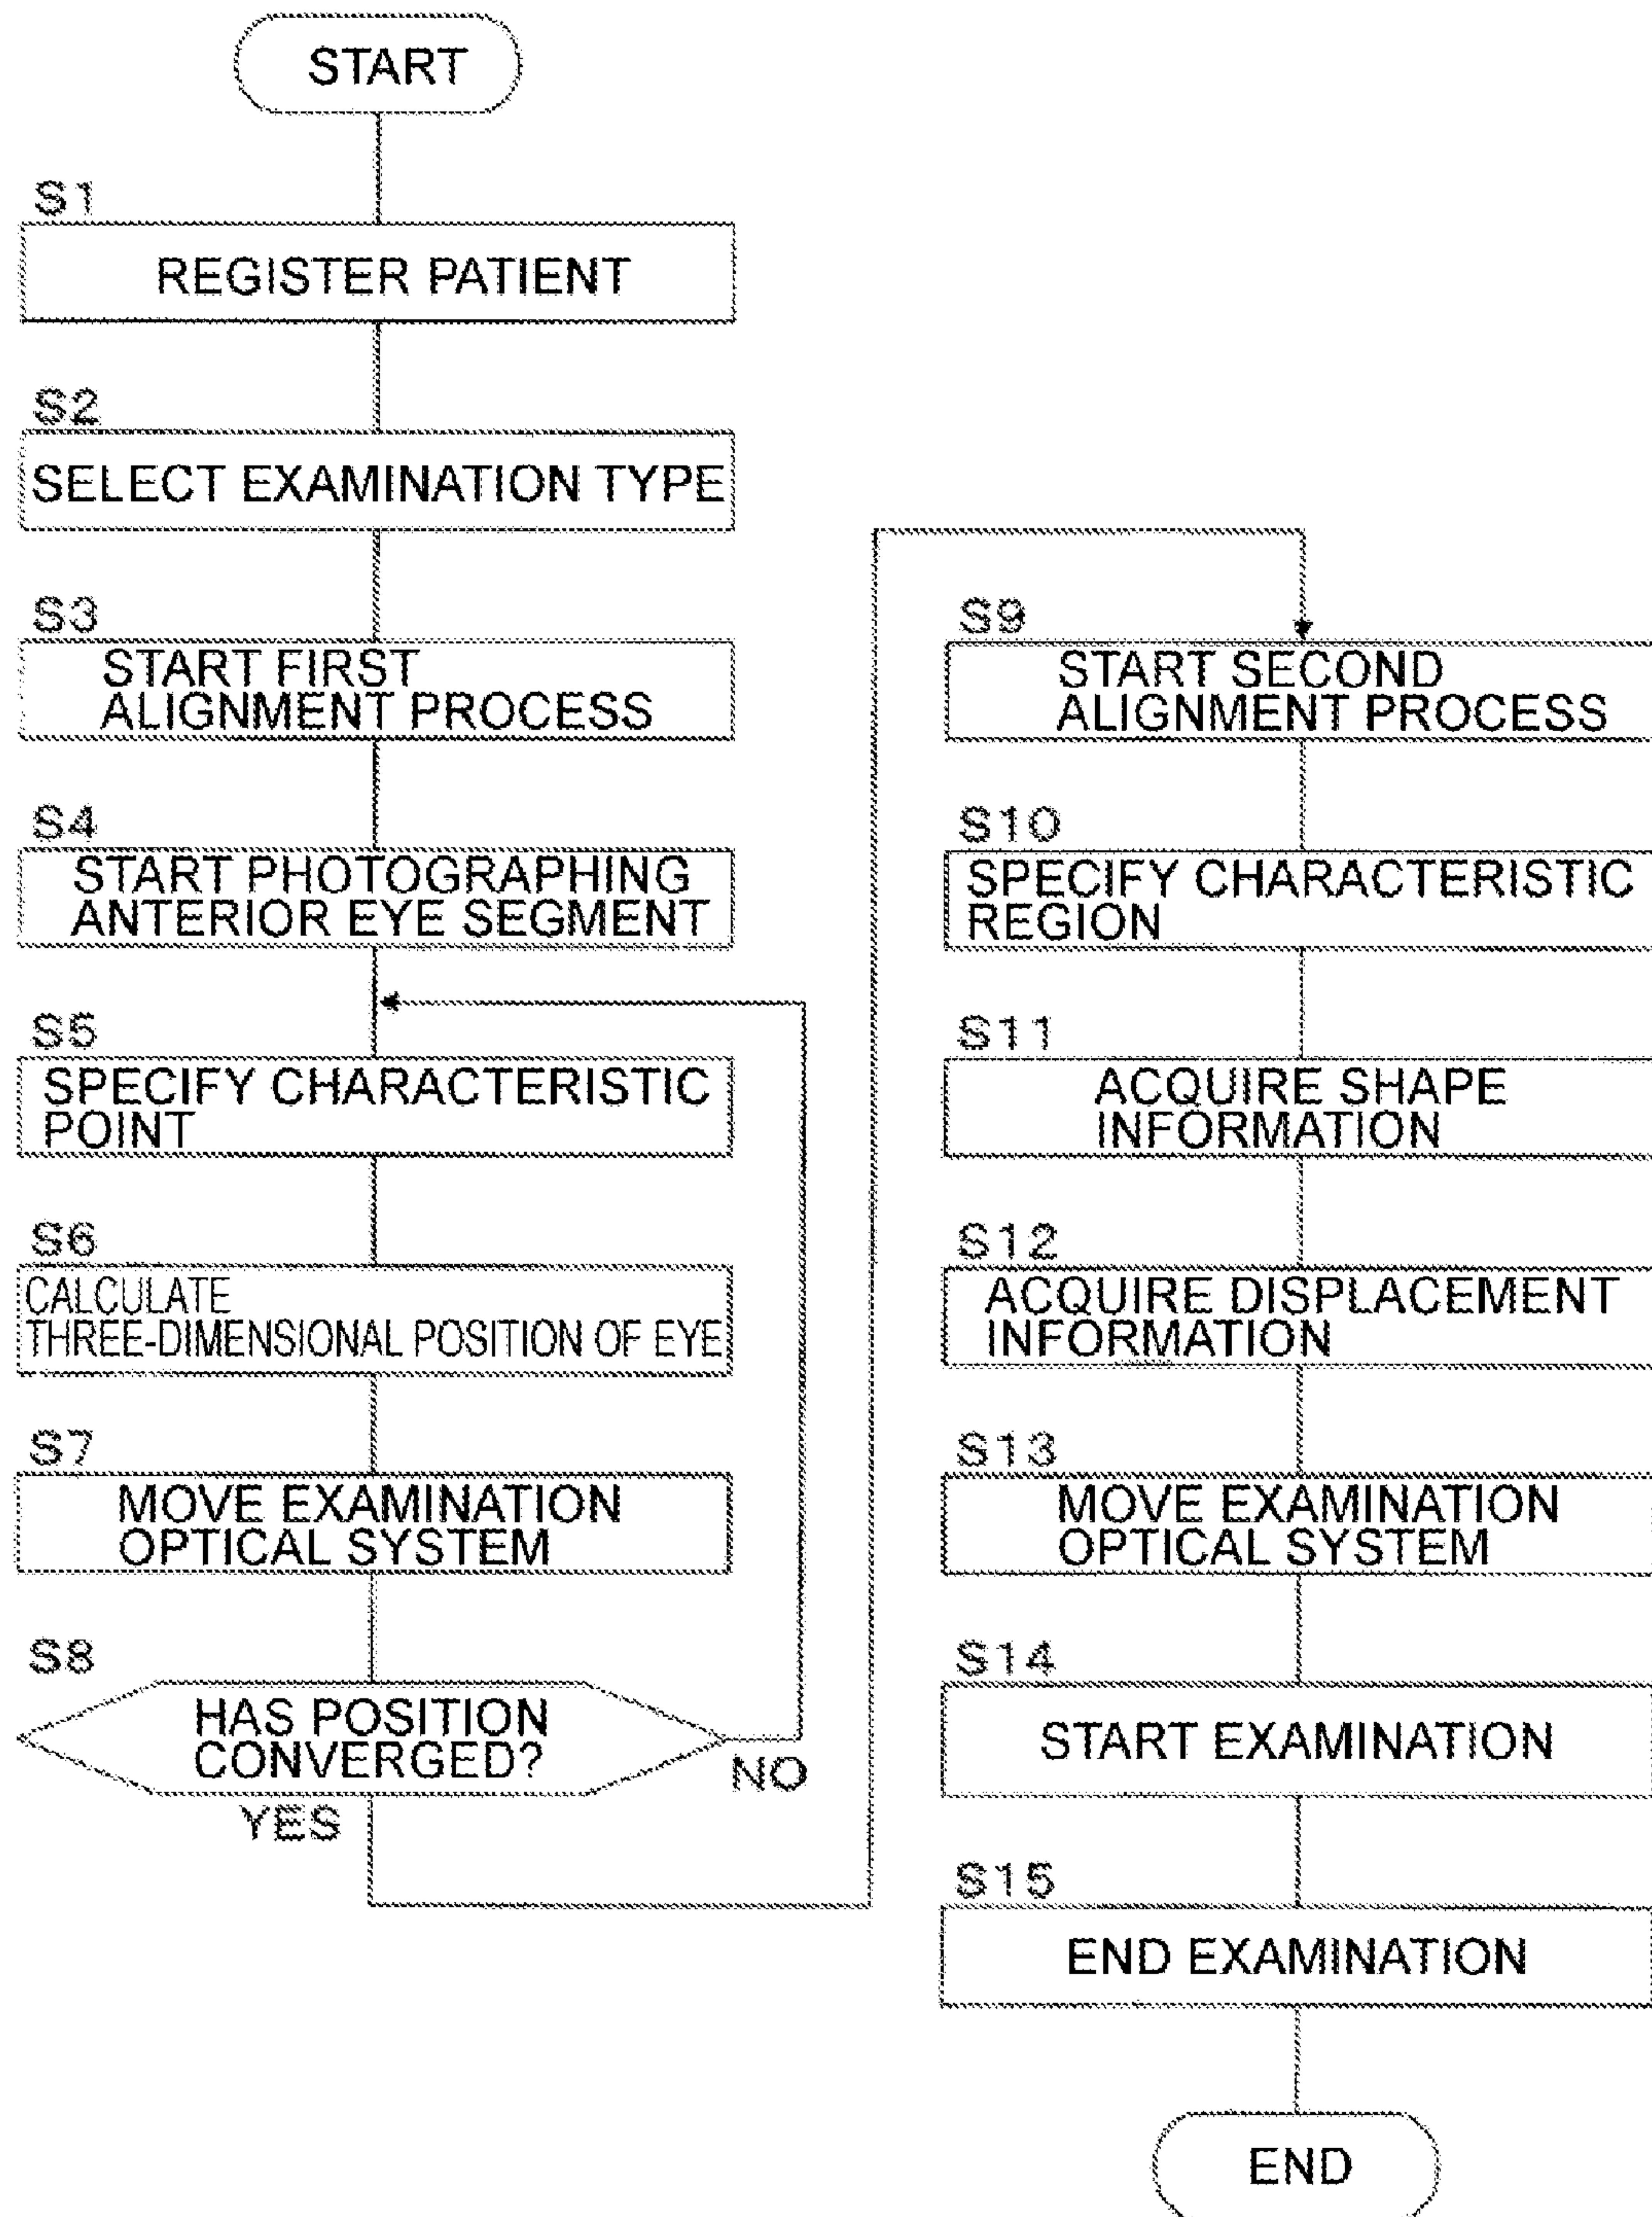 START
S1
REGISTER PATIENT
S2
SELECT EXAMINATION TYPE
S3
START FIRST
ALIGNMENT PROCESS
S4
START PHOTOGRAPHING
ANTERIOR EYE SEGMENT
S5
SPECIFY CHARACTERISTIC
POINT
S6
CALCULATE
THREE-DIMENSIONAL POSITION OF EYE
S7
MOVE EXAMINATION
OPTICAL SYSTEM
S8
HAS POSITION
CONVERGED?
NO
YES
S9
START SECOND
ALIGNMENT PROCESS
S10
SPECIFY CHARACTERISTIC
REGION
S11
ACQUIRE SHAPE
INFORMATION
S12
ACQUIRE DISPLACEMENT
INFORMATION
S13
MOVE EXAMINATION
OPTICAL SYSTEM
S14
START EXAMINATION
S15
END EXAMINATION
END